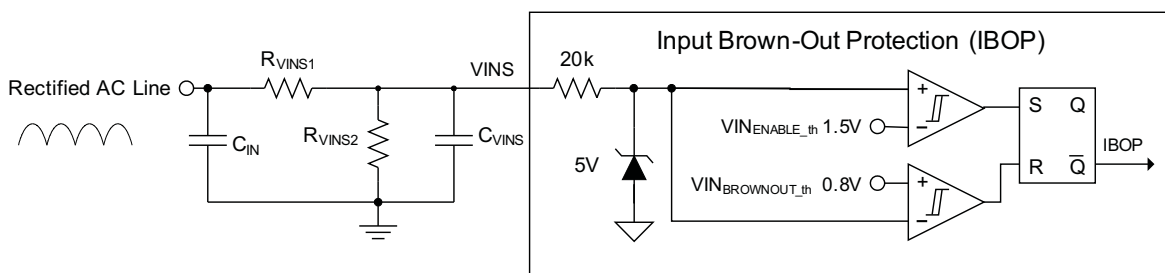 Input Brown-Out Protection (IBOP)
Rectified AC Line
RVINS1
VINS
20k
CIN
RVINS2
CVINS
5V
VINENABLE_th 1.5V
VINBROWNOUT_th 0.8V
+
−
+
−
S Q
R Q̅
IBOP